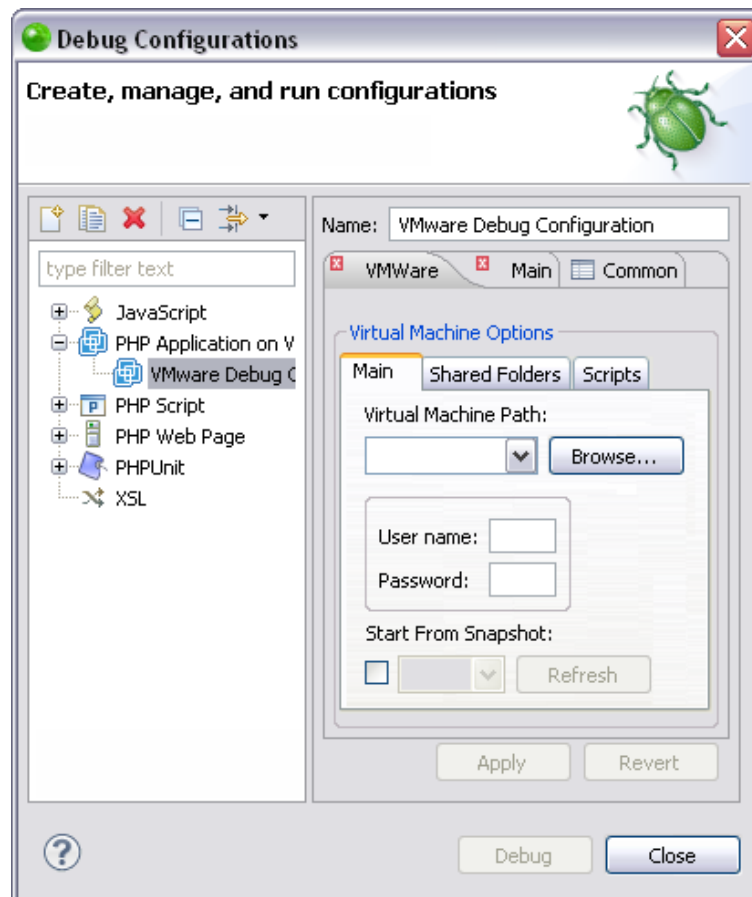 Debug Configurations
Create, manage, and run configurations
type filter text
JavaScript
PHP Application on V
VMware Debug C
PHP Script
PHP Web Page
PHPUnit
XSL
Name: VMware Debug Configuration
VMWare Main Common
Virtual Machine Options
Main Shared Folders Scripts
Virtual Machine Path:
Browse...
User name:
Password:
Start From Snapshot:
Refresh
Apply Revert
? Debug Close